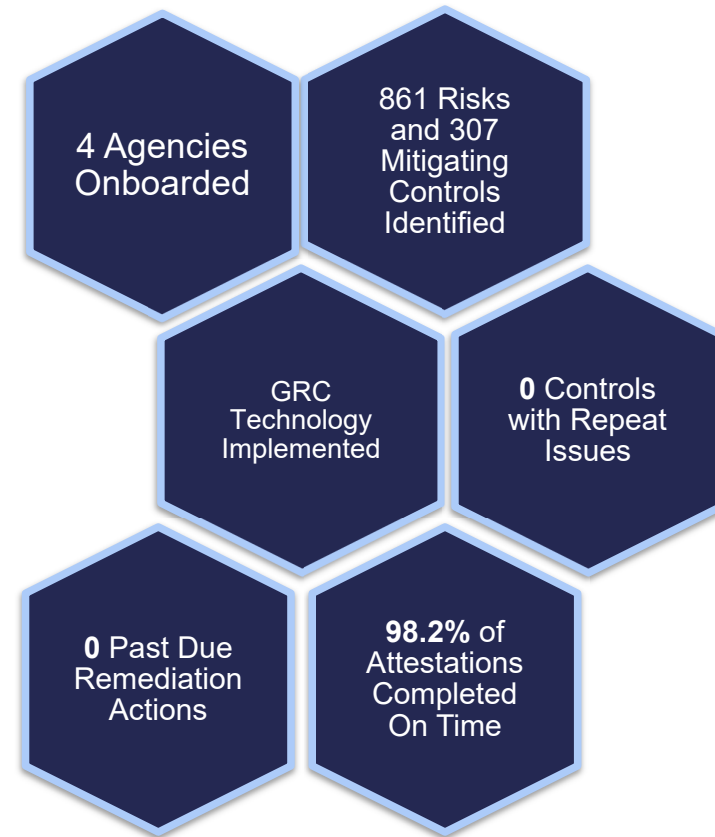 4 Agencies
Onboarded
861 Risks
and 307
Mitigating
Controls
Identified
GRC
Technology
Implemented
0 Controls
with Repeat
Issues
0 Past Due
Remediation
Actions
98.2% of
Attestations
Completed
On Time